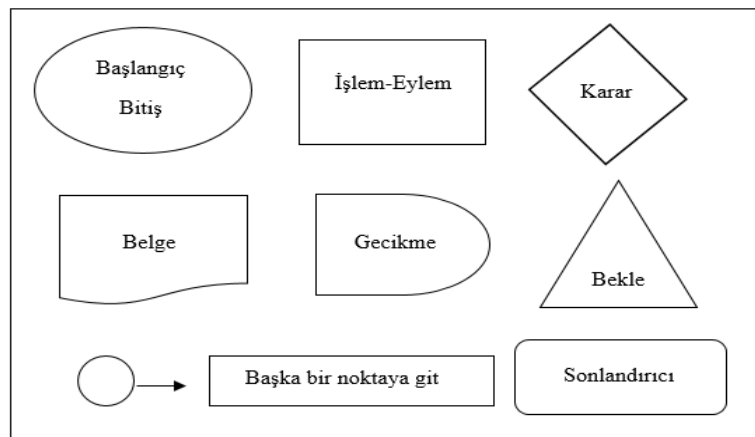 Başlangıç
Bitiş
İşlem-Eylem
Karar
Belge
Gecikme
Bekle
Başka bir noktaya git
Sonlandırıcı